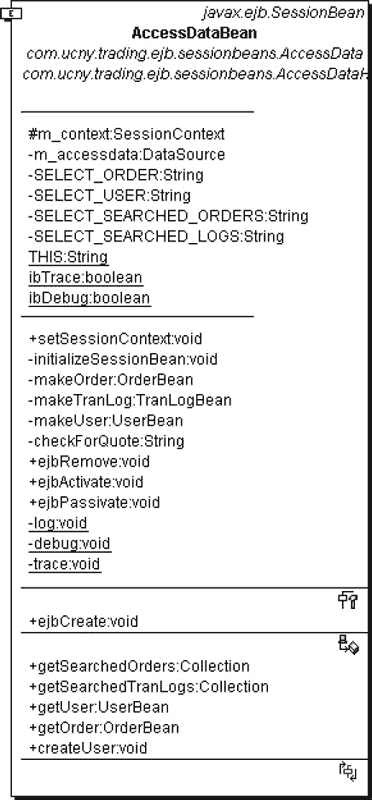 E
javax.ejb.SessionBean
AccessDataBean
com.ucny.trading.ejb.sessionbeans.AccessData
com.ucny.trading.ejb.sessionbeans.AccessDataH
#m_context:SessionContext
-m_accessdata:DataSource
-SELECT_ORDER:String
-SELECT_USER:String
-SELECT_SEARCHED_ORDERS:String
-SELECT_SEARCHED_LOGS:String
THIS:String
ibTrace:boolean
ibDebug:boolean
+setSessionContext:void
-initializeSessionBean:void
-makeOrder:OrderBean
-makeTranLog:TranLogBean
-makeUser:UserBean
-checkForQuote:String
+ejbRemove:void
+ejbActivate:void
+ejbPassivate:void
-log:void
-debug:void
-trace:void
+ejbCreate:void
+getSearchedOrders:Collection
+getSearchedTranLogs:Collection
+getUser:UserBean
+getOrder:OrderBean
+createUser:void